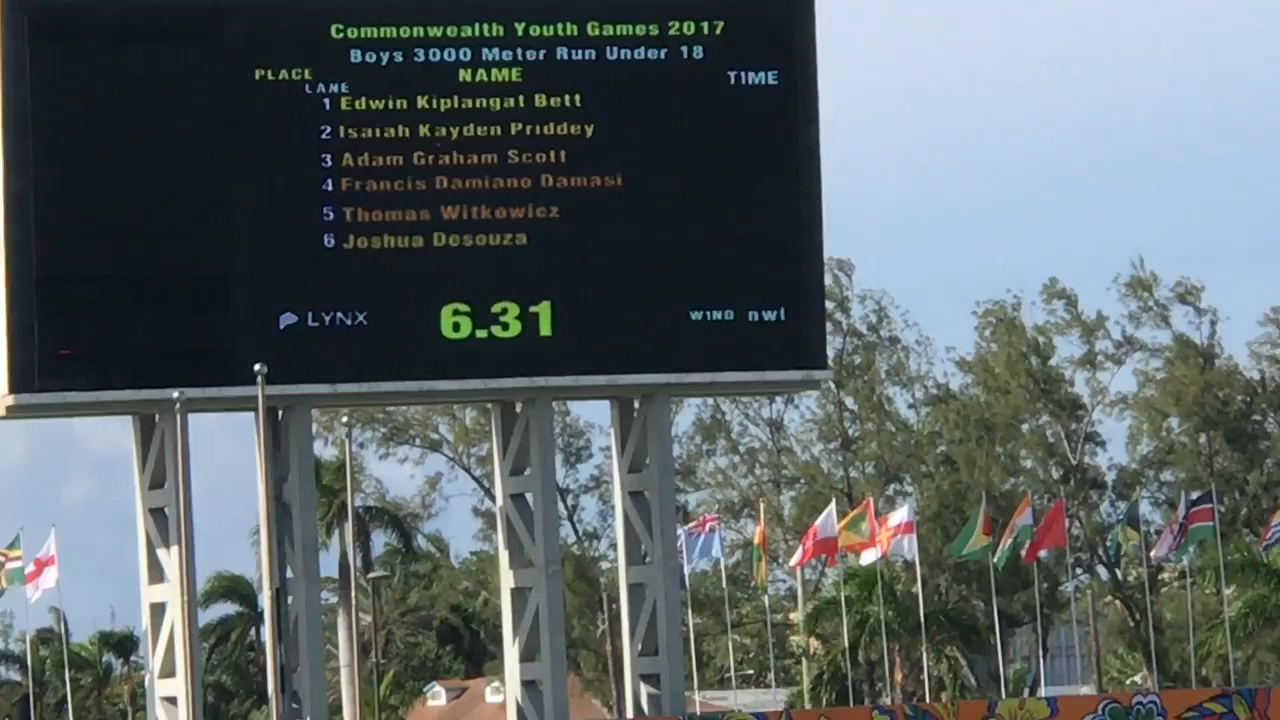 Commonwealth Youth Games 2017
Boys 3000 Meter Run Under 18
PLACE NAME TIME
LANE
1 Edwin Kiplangat Bett
2 Isaiah Kayden Priddey
3 Adam Graham Scott
4 Francis Damiano Damasi
5 Thomas Witkowicz
6 Joshua Desouza
LYNX 6.31 WIND nwi